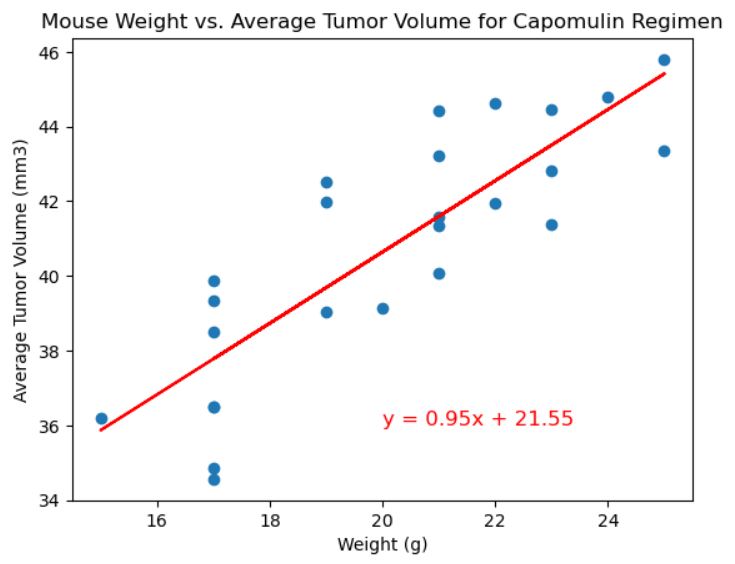 Mouse Weight vs. Average Tumor Volume for Capomulin Regimen
46
44
42
40
38
36
34
Average Tumor Volume (mm3)
y = 0.95x + 21.55
16 18 20 22 24
Weight (g)